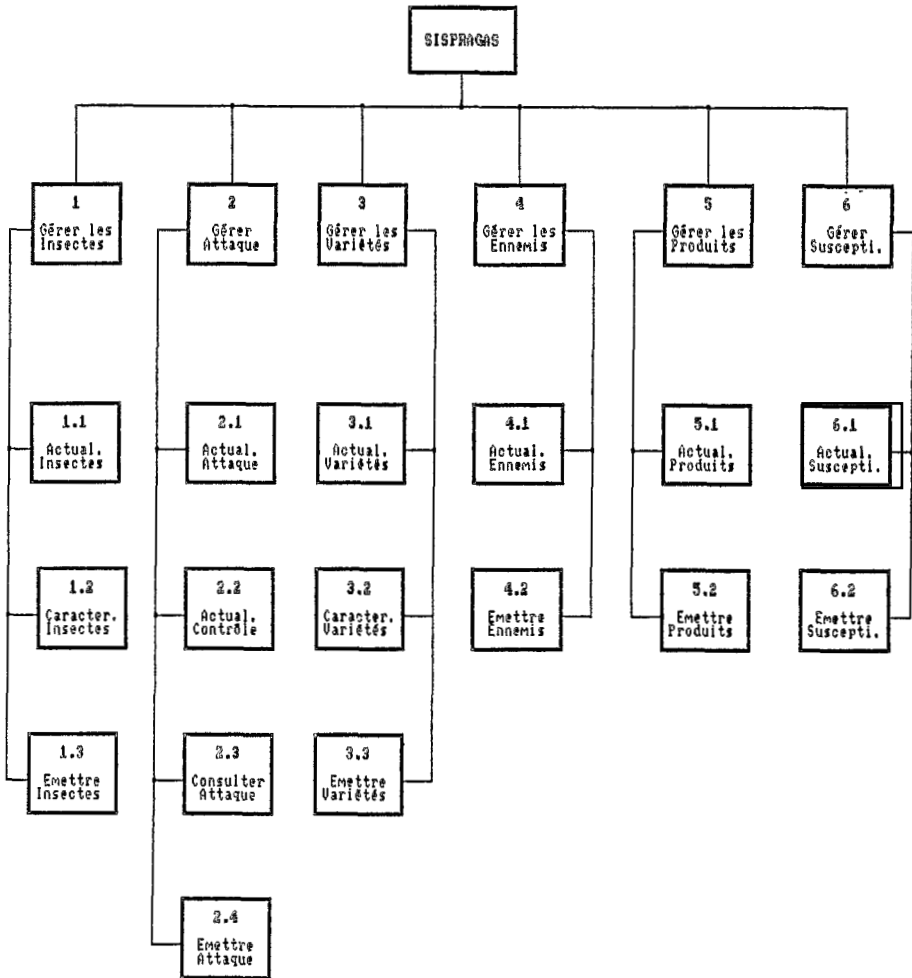 SISPRAGAS
1
Gérer les
Insectes
2
Gérer
Attaque
3
Gérer les
Variétés
4
Gérer les
Ennemis
5
Gérer les
Produits
6
Gérer
Suscepti.
1.1
Actual.
Insectes
2.1
Actual.
Attaque
3.1
Actual.
Variétés
4.1
Actual.
Ennemis
5.1
Actual.
Produits
6.1
Actual.
Suscepti.
1.2
Caracter.
Insectes
2.2
Actual.
Contrôle
3.2
Caracter.
Variétés
4.2
Emettre
Ennemis
5.2
Emettre
Produits
6.2
Emettre
Suscepti.
1.3
Emettre
Insectes
2.3
Consulter
Attaque
3.3
Emettre
Variétés
2.4
Emettre
Attaque